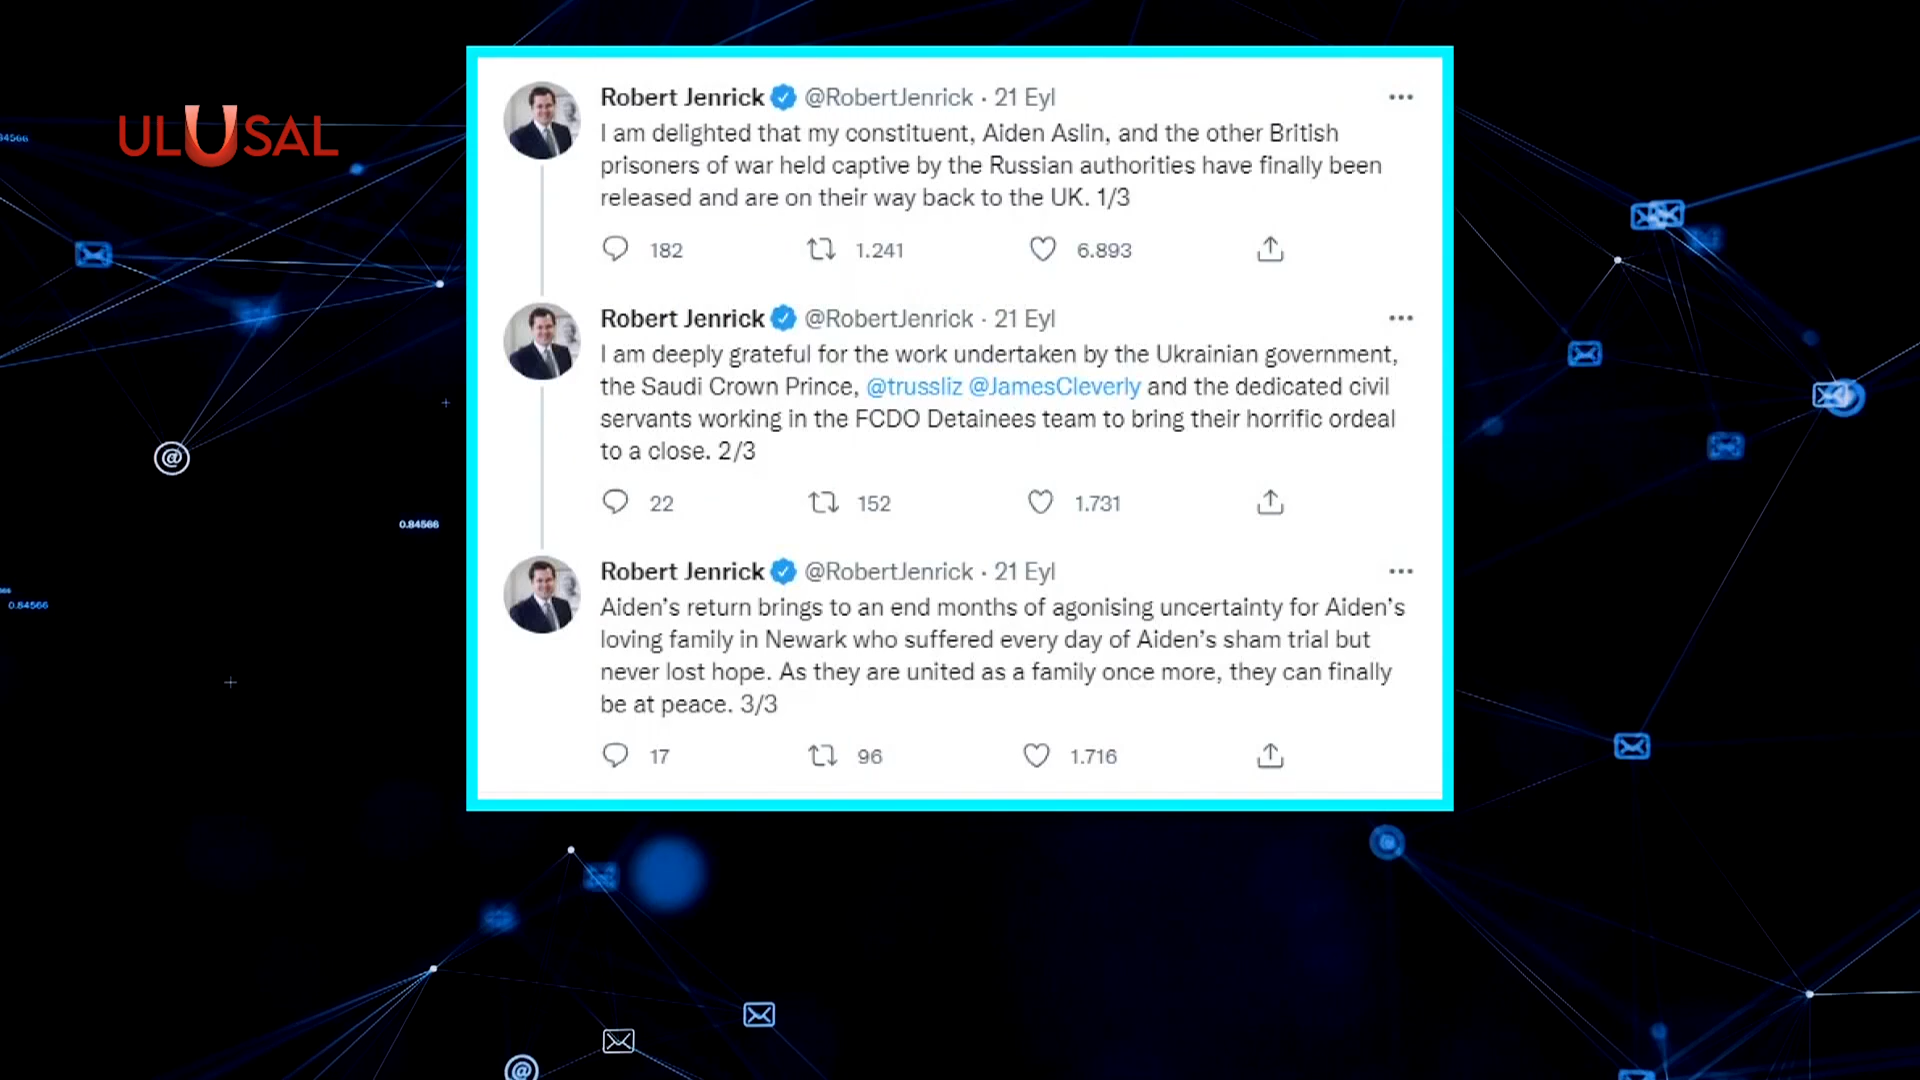 ULUSAL
Robert Jenrick @RobertJenrick · 21 Eyl
I am delighted that my constituent, Aiden Aslin, and the other British
prisoners of war held captive by the Russian authorities have finally been
released and are on their way back to the UK. 1/3
182 1.241 6.893
Robert Jenrick @RobertJenrick · 21 Eyl
I am deeply grateful for the work undertaken by the Ukrainian government,
the Saudi Crown Prince, @trussliz @JamesCleverly and the dedicated civil
servants working in the FCDO Detainees team to bring their horrific ordeal
to a close. 2/3
22 152 1.731
Robert Jenrick @RobertJenrick · 21 Eyl
Aiden’s return brings to an end months of agonising uncertainty for Aiden’s
loving family in Newark who suffered every day of Aiden’s sham trial but
never lost hope. As they are united as a family once more, they can finally
be at peace. 3/3
17 96 1.716
0.84566
0.84566